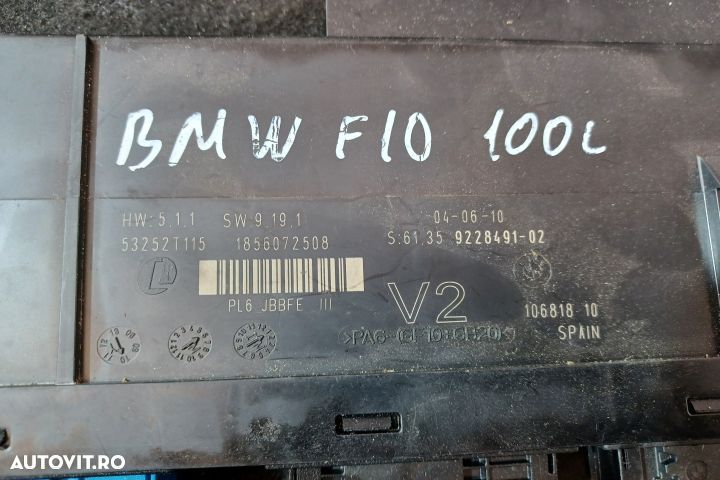 BMW F10 100L
HW:5,1,1 SW:9,19,1 04-06-10
53252T115 1856072508 S:61,35 9228491-02
PL6 JBBFE III
V2
106818 10
SPAIN
AUTOVIT.RO